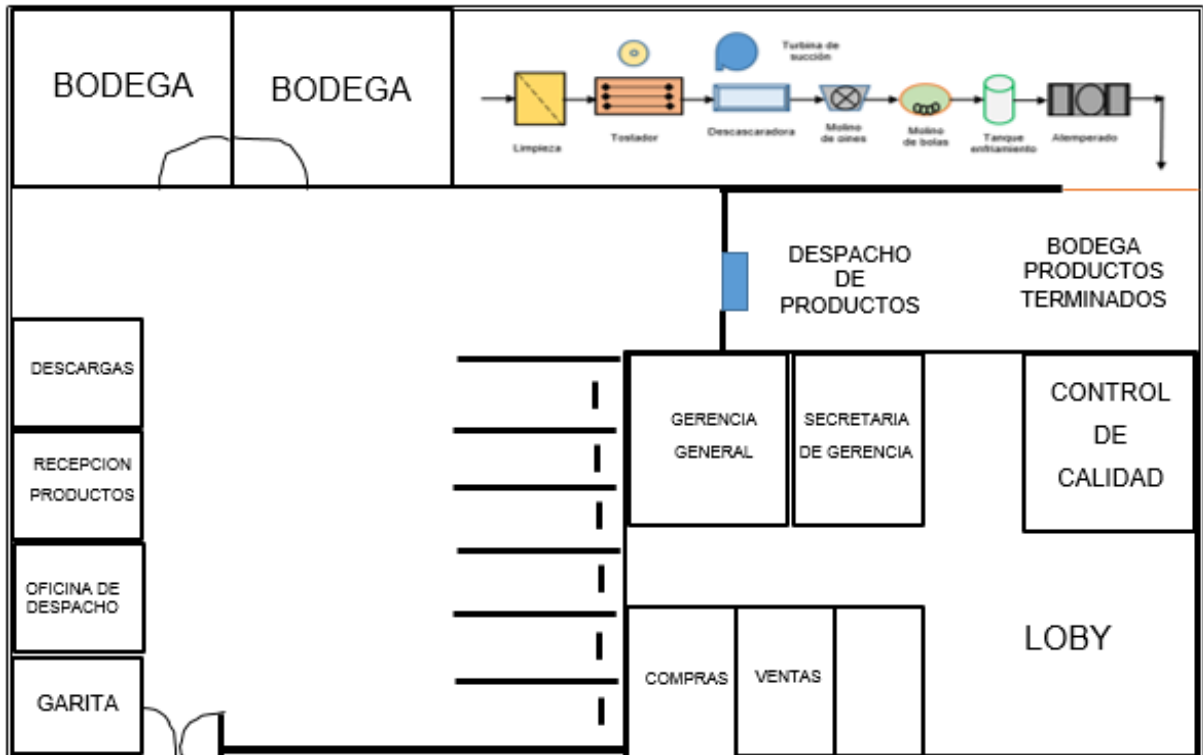 BODEGA
BODEGA
Turbina de
succión
Limpieza
Tostador
Descascaradora
Molino
de pines
Molino
de bolas
Tanque
enfriamiento
Atemperado
DESPACHO
DE
PRODUCTOS
BODEGA
PRODUCTOS
TERMINADOS
DESCARGAS
RECEPCION
PRODUCTOS
OFICINA DE
DESPACHO
GARITA
GERENCIA
GENERAL
SECRETARIA
DE GERENCIA
CONTROL
DE
CALIDAD
COMPRAS
VENTAS
LOBY